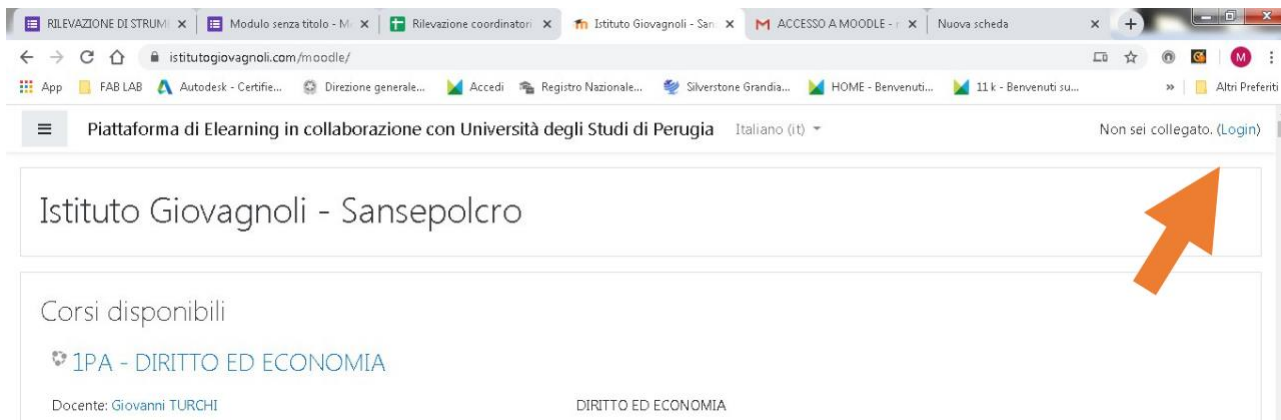 RILEVAZIONE DI STRUM
Modulo senza titolo - Mo
Rilevazione coordinatori
Istituto Giovagnoli - San
ACCESSO A MOODLE - r
Nuova scheda
istitutogiovagnoli.com/moodle/
M
App
FAB LAB
Autodesk - Certifie...
Direzione generale...
Accedi
Registro Nazionale...
Silverstone Grandia...
HOME - Benvenuti...
11 k - Benvenuti su...
»
Altri Preferiti
Piattaforma di Elearning in collaborazione con Università degli Studi di Perugia
Italiano (it)
Non sei collegato. (Login)
Istituto Giovagnoli - Sansepolcro
Corsi disponibili
1PA - DIRITTO ED ECONOMIA
Docente: Giovanni TURCHI
DIRITTO ED ECONOMIA